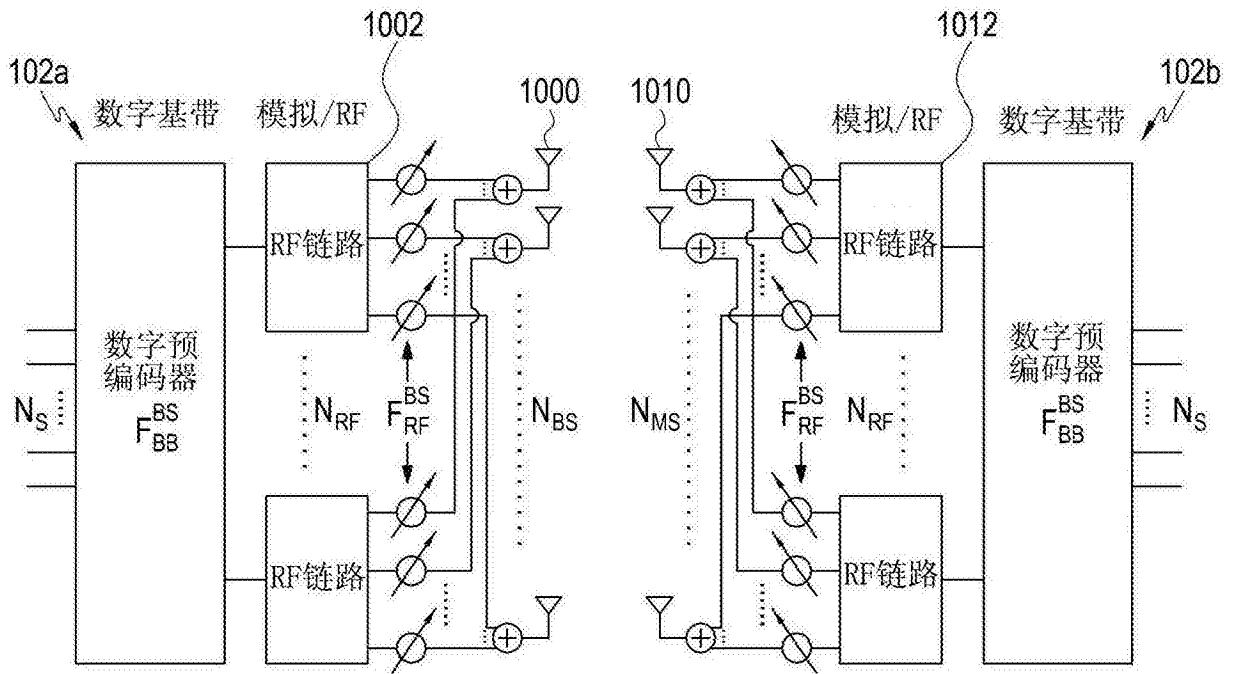 1002
1012
102a
1000
1010
102b
数字基带
模拟/RF
模拟/RF
数字基带
RF链路
RF链路
数字预
编码器
F_BB^BS
N_S
N_RF
F_RF^BS
N_BS
N_MS
F_RF^BS
N_RF
数字预
编码器
F_BB^BS
N_S
RF链路
RF链路